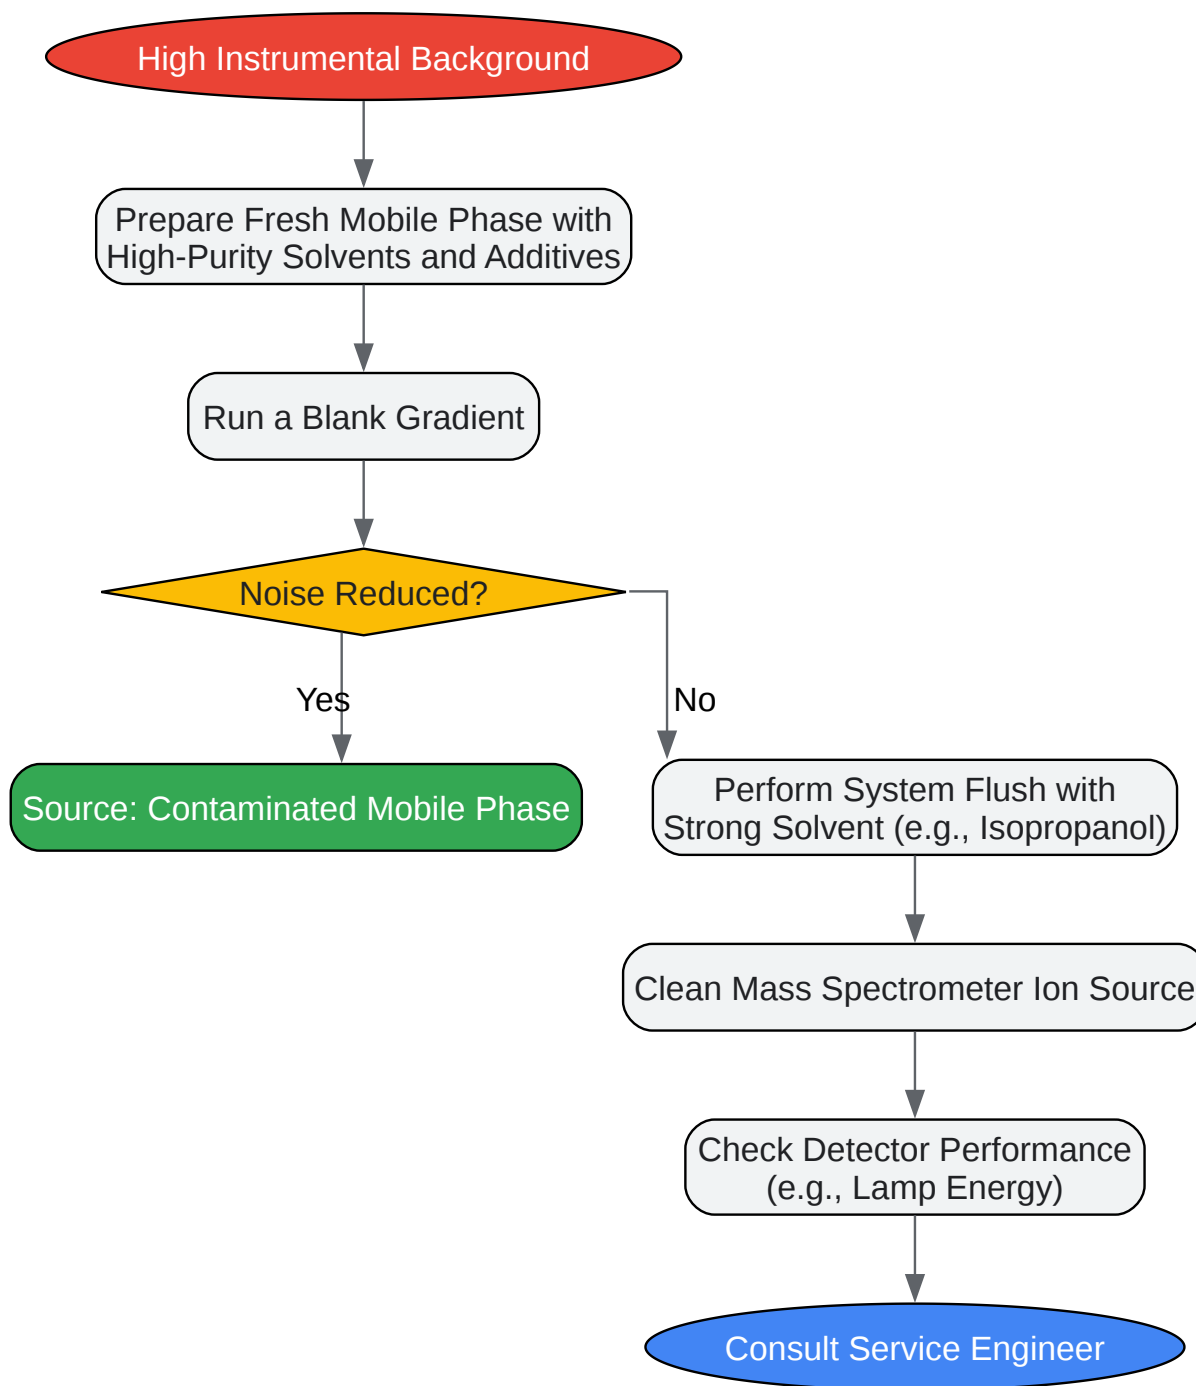 High Instrumental Background
Prepare Fresh Mobile Phase with
High-Purity Solvents and Additives
Run a Blank Gradient
Noise Reduced?
Yes
No
Source: Contaminated Mobile Phase
Perform System Flush with
Strong Solvent (e.g., Isopropanol)
Clean Mass Spectrometer Ion Source
Check Detector Performance
(e.g., Lamp Energy)
Consult Service Engineer